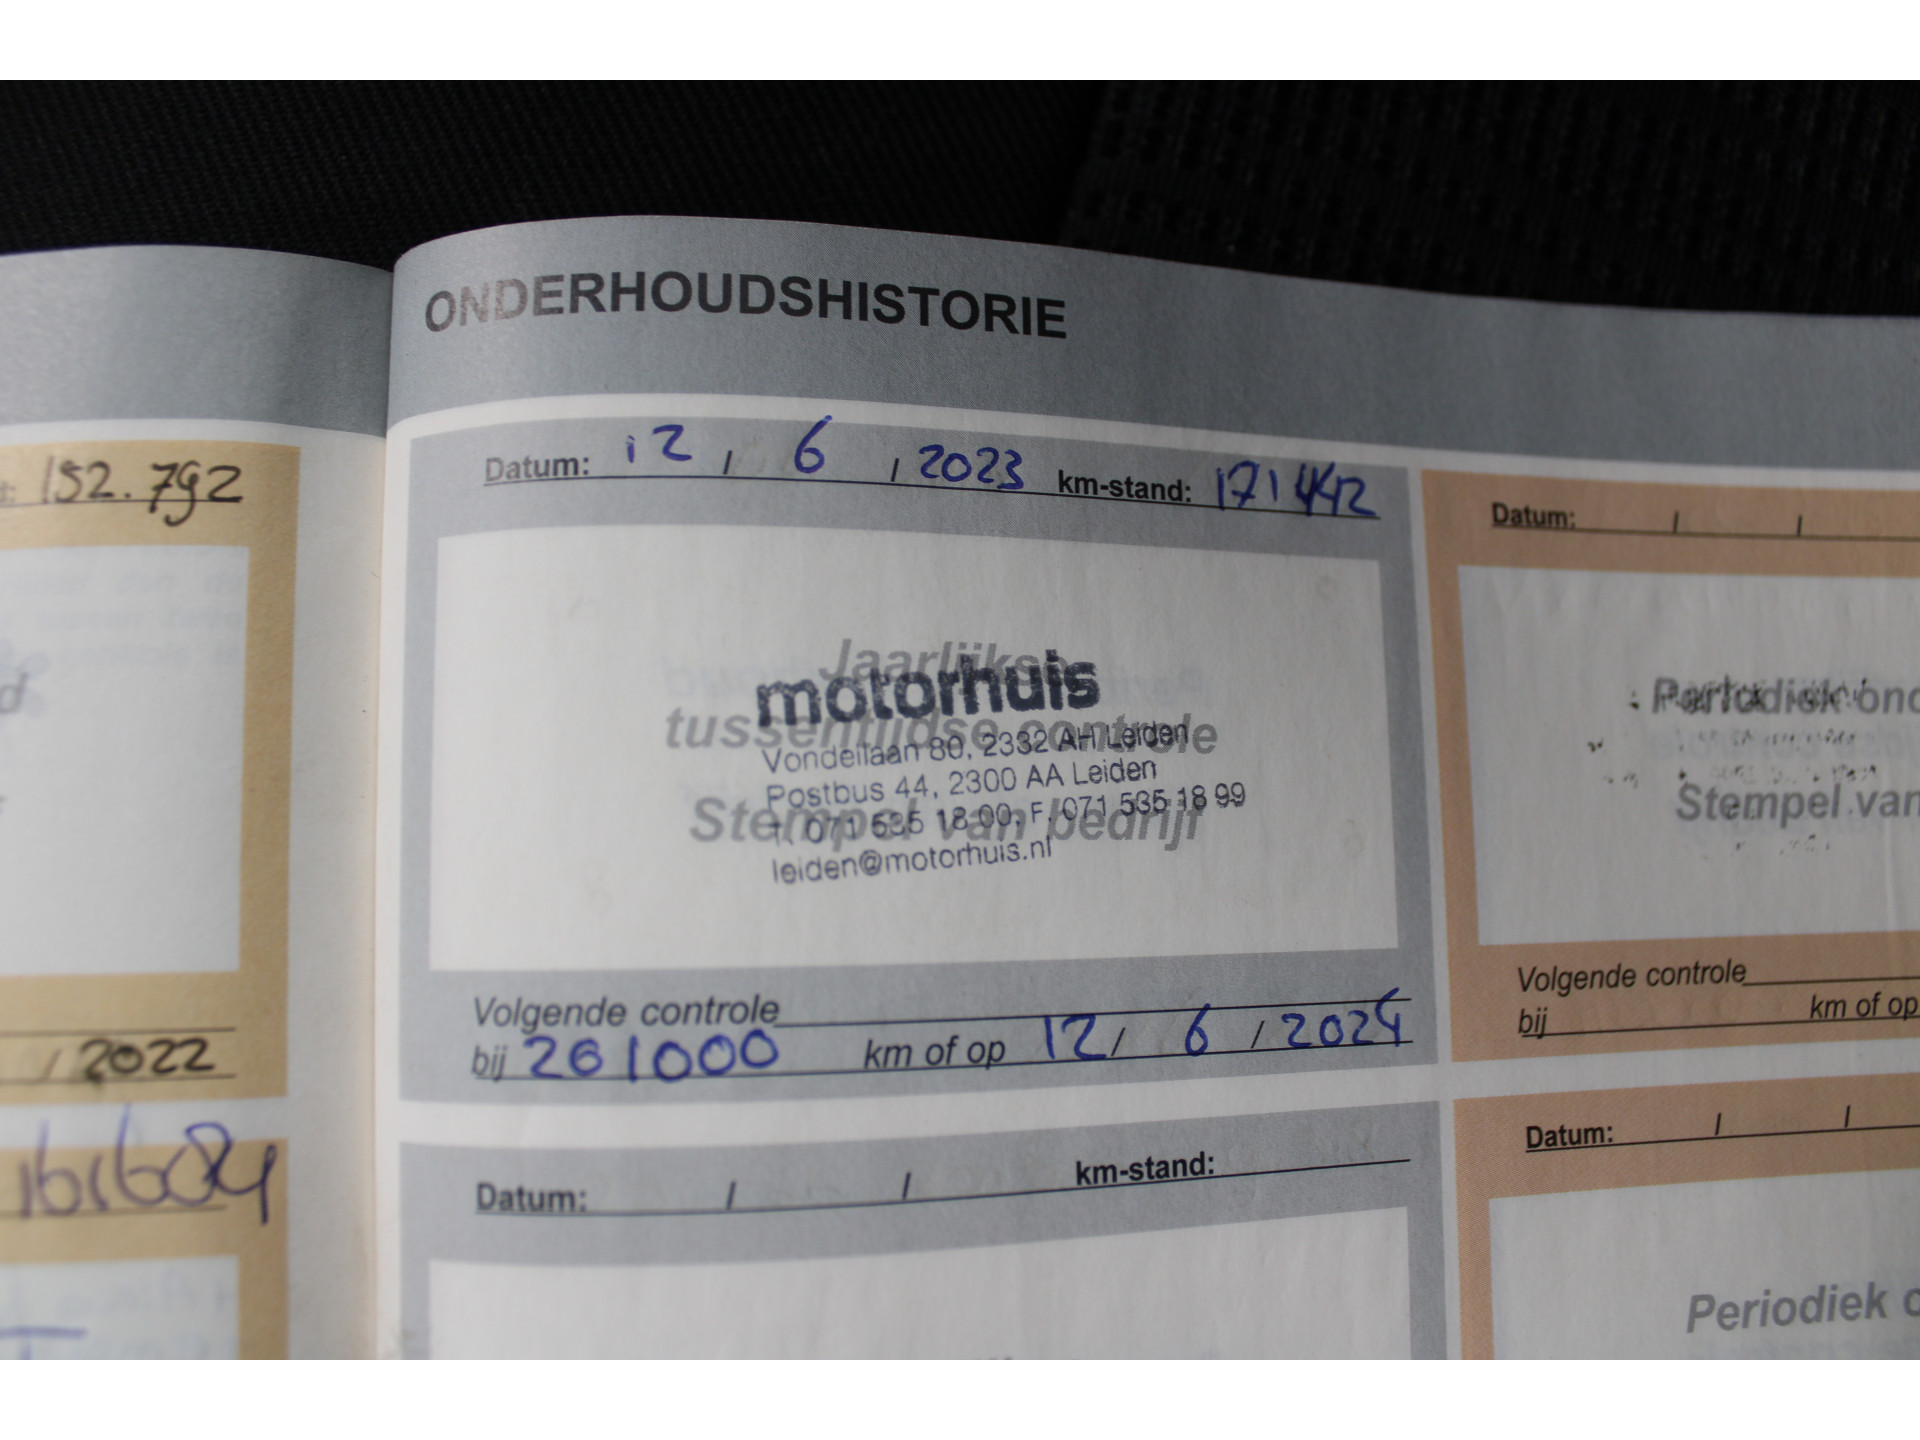 152.792
/ 2022
161684
ONDERHOUDSHISTORIE
Datum: 12 / 6 / 2023 km-stand: 171442
Jaarlijkse
motorhuis
tussentijdse controle
Vondellaan 80, 2332 AH Leiden
Postbus 44, 2300 AA Leiden
Stempel van bedrijf
T. 071 535 18 00, F. 071 535 18 99
leiden@motorhuis.nl
Volgende controle
bij 261000 km of op 12 / 6 / 2024
Datum: / / km-stand:
Datum: / /
Periodiek
Stempel van
Volgende controle
bij km of op
Datum: / /
Periodiek